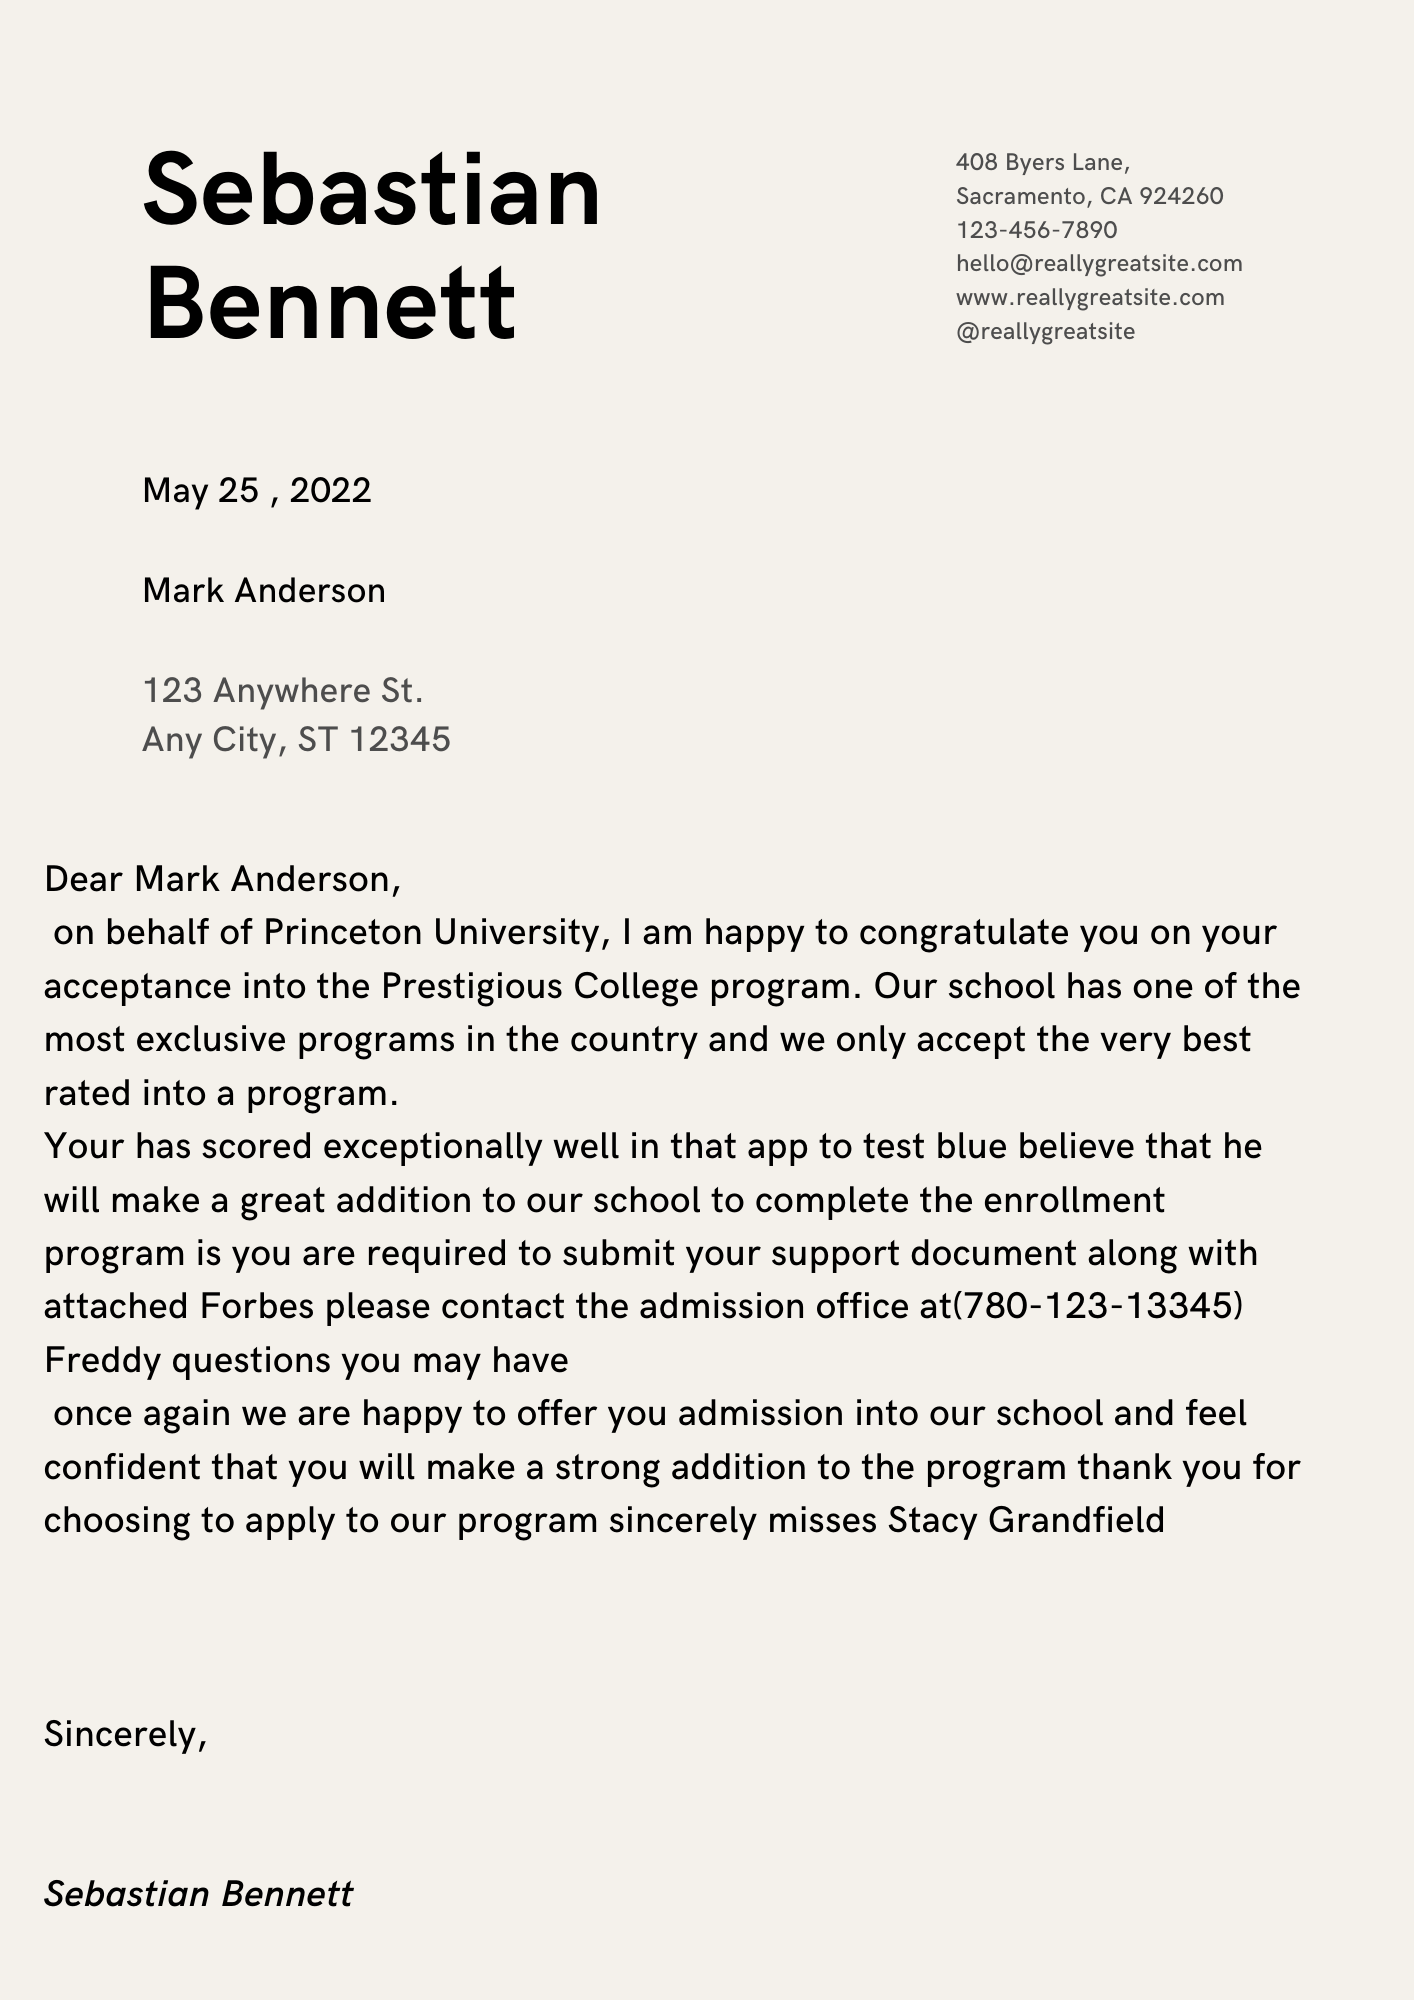 Sebastian
Bennett
408 Byers Lane,
Sacramento, CA 924260
123-456-7890
hello@reallygreatsite.com
www.reallygreatsite.com
@reallygreatsite
May 25 , 2022
Mark Anderson
123 Anywhere St.
Any City, ST 12345
Dear Mark Anderson,
on behalf of Princeton University, I am happy to congratulate you on your
acceptance into the Prestigious College program. Our school has one of the
most exclusive programs in the country and we only accept the very best
rated into a program.
Your has scored exceptionally well in that app to test blue believe that he
will make a great addition to our school to complete the enrollment
program is you are required to submit your support document along with
attached Forbes please contact the admission office at(780-123-13345)
Freddy questions you may have
once again we are happy to offer you admission into our school and feel
confident that you will make a strong addition to the program thank you for
choosing to apply to our program sincerely misses Stacy Grandfield
Sincerely,
Sebastian Bennett